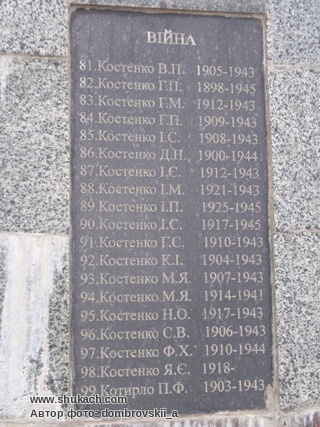 ВІЙНА
81.Костенко В.П. 1905-1943
82.Костенко Г.П. 1898-1945
83.Костенко Г.М. 1912-1943
84.Костенко Г.П. 1909-1943
85.Костенко І.С. 1908-1943
86.Костенко Д.Н. 1900-1944
87.Костенко І.Є. 1912-1943
88.Костенко І.М. 1921-1943
89.Костенко І.П. 1925-1945
90.Костенко І.С. 1917-1945
91.Костенко Г.С. 1910-1943
92.Костенко К.І. 1904-1943
93.Костенко М.Я. 1907-1943
94.Костенко М.Я. 1914-1941
95.Костенко Н.О. 1917-1943
96.Костенко С.В. 1906-1943
97.Костенко Ф.Х. 1910-1944
98.Костенко Я.Є. 1918-
99.Котирло П.Ф. 1903-1943
www.shukach.com
Автор фото-dombrovskii_a